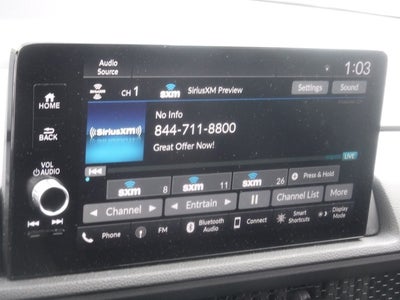 Audio
Source
1:03
CH 1
sxm
SiriusXM Preview
Settings
Sound
HOME
BACK
VOL
AUDIO
((SiriusXM))
No Info
844-711-8800
Great Offer Now!
LIVE
sxm 8
sxm 11
sxm 26
+ Press & Hold
Channel
Entrtain
Channel List
More
Phone
FM
Bluetooth
Audio
Connect
Smart
Shortcuts
Display
Mode